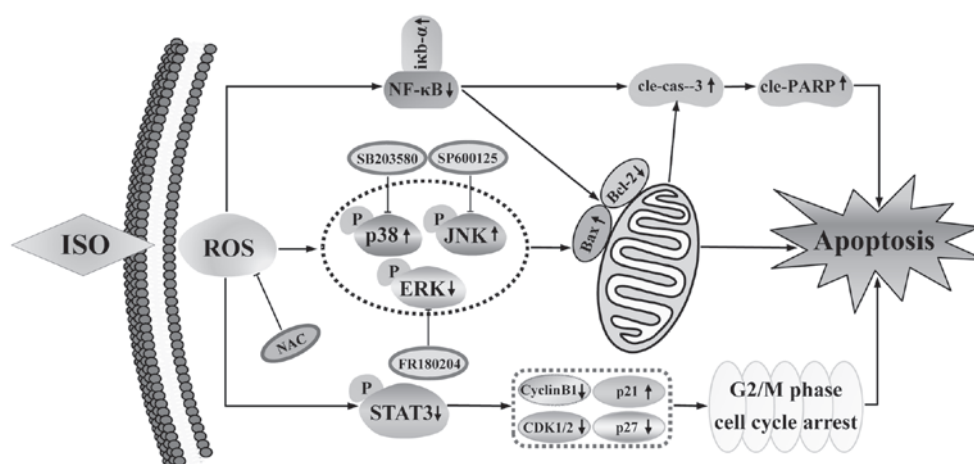 iκb-α↑
NF-κB↓
cle-cas--3↑
cle-PARP↑
SB203580
SP600125
Bcl-2↓
Bax↑
P
p38↑
P
JNK↑
ISO
ROS
Apoptosis
P
ERK↓
NAC
FR180204
P
STAT3↓
CyclinB1↓
p21↑
CDK1/2↓
p27↓
G2/M phase
cell cycle arrest